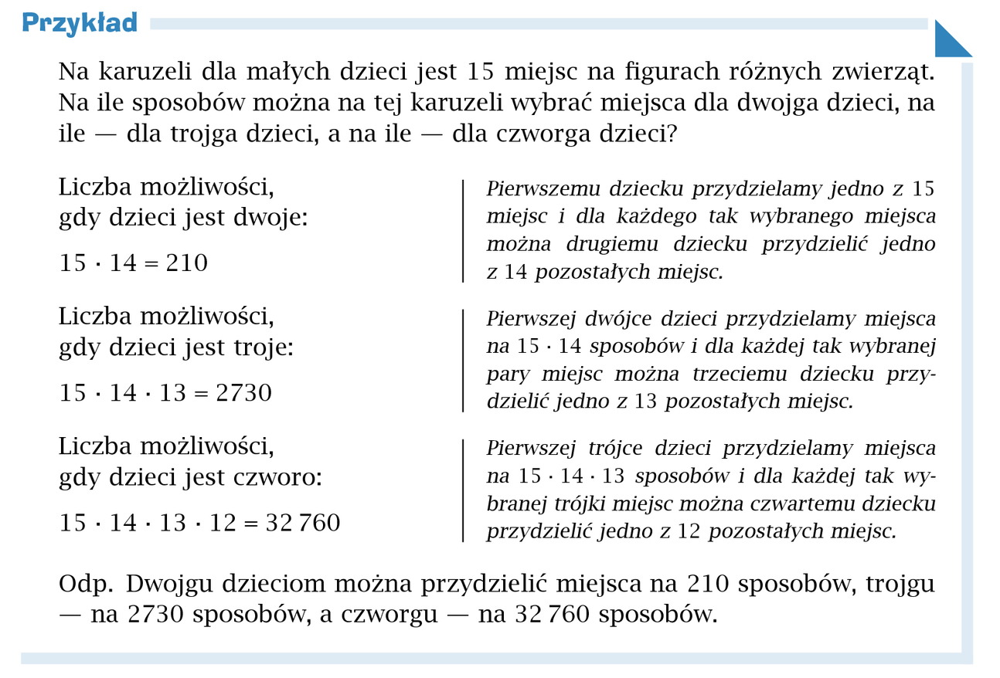 Przykład
Na karuzeli dla małych dzieci jest 15 miejsc na figurach różnych zwierząt.
Na ile sposobów można na tej karuzeli wybrać miejsca dla dwojga dzieci, na
ile — dla trojga dzieci, a na ile — dla czworga dzieci?
Liczba możliwości,
gdy dzieci jest dwoje:
15 · 14 = 210
Pierwszemu dziecku przydzielamy jedno z 15
miejsc i dla każdego tak wybranego miejsca
można drugiemu dziecku przydzielić jedno
z 14 pozostałych miejsc.
Liczba możliwości,
gdy dzieci jest troje:
15 · 14 · 13 = 2730
Pierwszej dwójce dzieci przydzielamy miejsca
na 15 · 14 sposobów i dla każdej tak wybranej
pary miejsc można trzeciemu dziecku przy-
dzielić jedno z 13 pozostałych miejsc.
Liczba możliwości,
gdy dzieci jest czworo:
15 · 14 · 13 · 12 = 32 760
Pierwszej trójce dzieci przydzielamy miejsca
na 15 · 14 · 13 sposobów i dla każdej tak wy-
branej trójki miejsc można czwartemu dziecku
przydzielić jedno z 12 pozostałych miejsc.
Odp. Dwojgu dzieciom można przydzielić miejsca na 210 sposobów, trojgu
— na 2730 sposobów, a czworgu — na 32 760 sposobów.